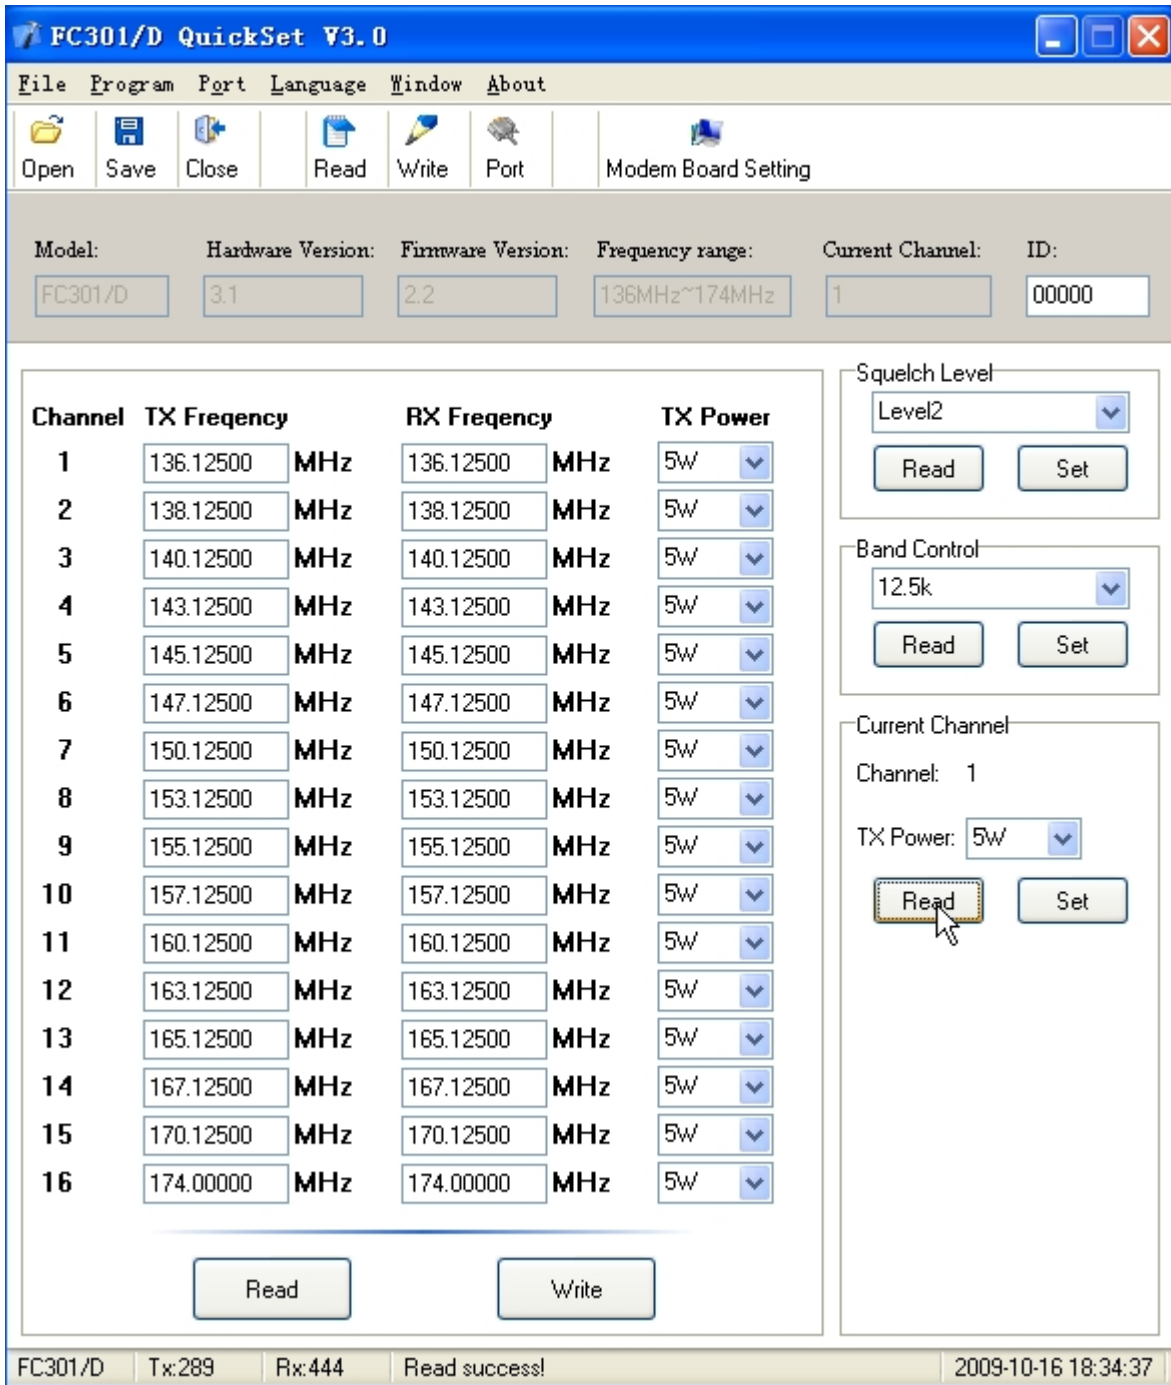 FC301/D QuickSet V3.0
File Program Port Language Window About
Open Save Close Read Write Port Modem Board Setting
Model: Hardware Version: Firmware Version: Frequency range: Current Channel: ID:
FC301/D 3.1 2.2 136MHz~174MHz 1 00000
Channel TX Freqency RX Freqency TX Power
1 136.12500 MHz 136.12500 MHz 5W
2 138.12500 MHz 138.12500 MHz 5W
3 140.12500 MHz 140.12500 MHz 5W
4 143.12500 MHz 143.12500 MHz 5W
5 145.12500 MHz 145.12500 MHz 5W
6 147.12500 MHz 147.12500 MHz 5W
7 150.12500 MHz 150.12500 MHz 5W
8 153.12500 MHz 153.12500 MHz 5W
9 155.12500 MHz 155.12500 MHz 5W
10 157.12500 MHz 157.12500 MHz 5W
11 160.12500 MHz 160.12500 MHz 5W
12 163.12500 MHz 163.12500 MHz 5W
13 165.12500 MHz 165.12500 MHz 5W
14 167.12500 MHz 167.12500 MHz 5W
15 170.12500 MHz 170.12500 MHz 5W
16 174.00000 MHz 174.00000 MHz 5W
Read Write
Squelch Level
Level2
Read Set
Band Control
12.5k
Read Set
Current Channel
Channel: 1
TX Power: 5W
Read Set
FC301/D Tx:289 Rx:444 Read success! 2009-10-16 18:34:37